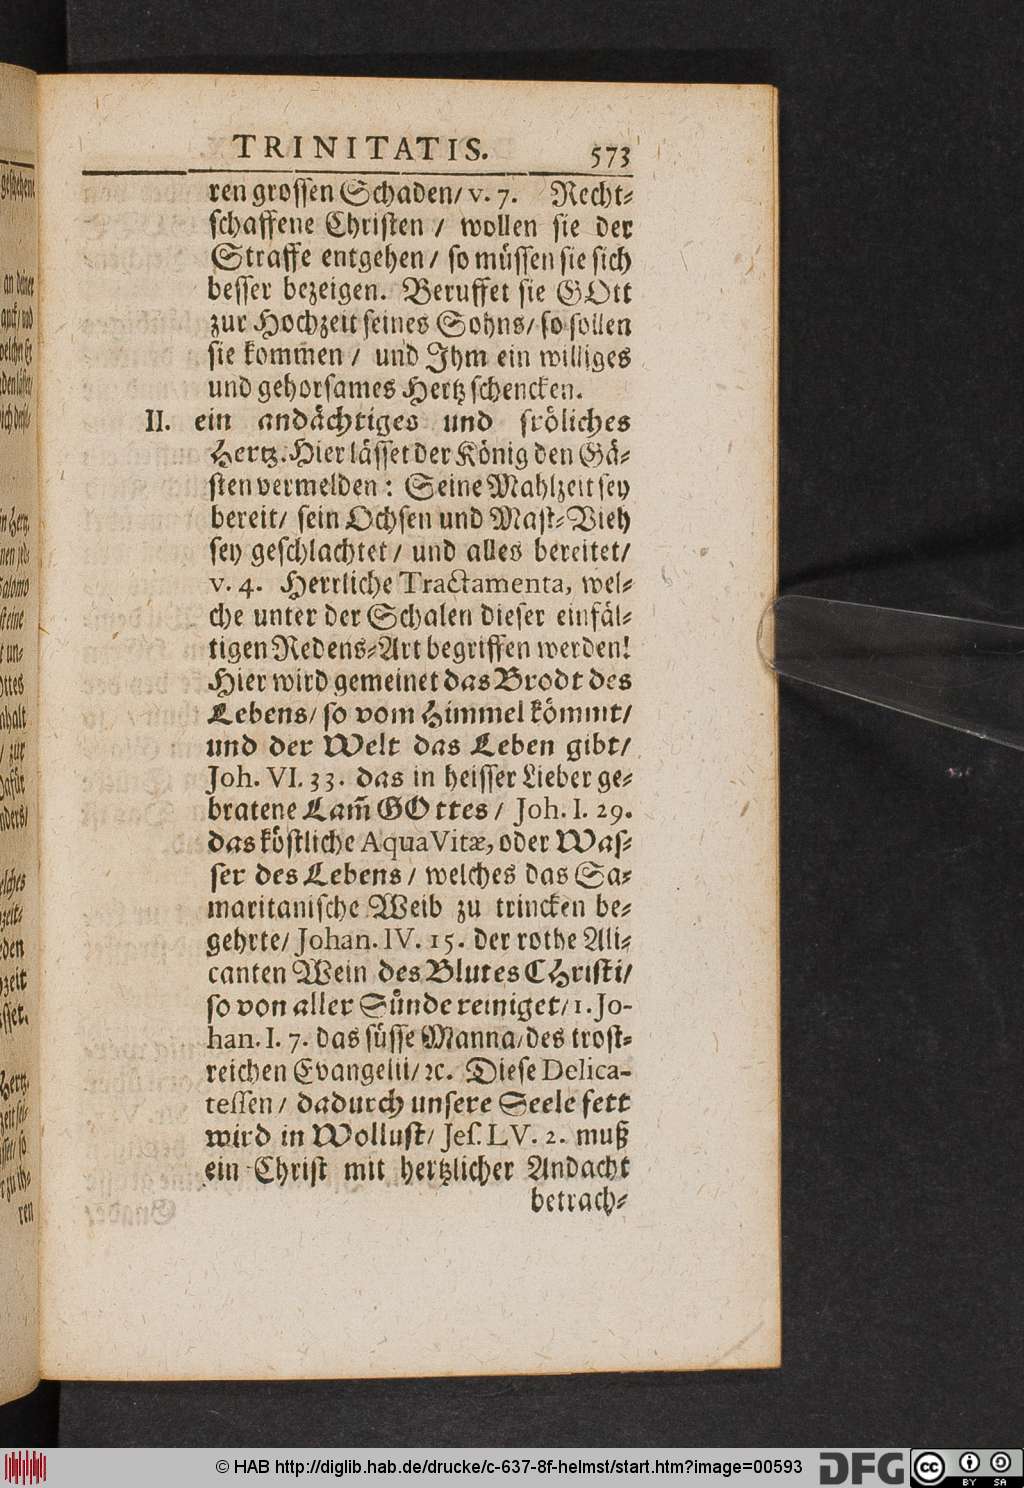 TRINITATIS. 573
ren grossen Schaden/ v. 7. Recht⸗
schaffene Christen / wollen sie der
Straffe entgehen/ so müssen sie sich
besser bezeigen. Beruffet sie GOtt
zur Hochzeit seines Sohns/ so sollen
sie kommen / und Ihm ein williges
und gehorsames Hertz schencken.
II. ein andächtiges und fröliches
Hertz. Hier lässet der König den Gä⸗
sten vermelden: Seine Mahlzeit sey
bereit/ sein Ochsen und Mast⸗Vieh
sey geschlachtet/ und alles bereitet/
v. 4. Herrliche Tractamenta, wel⸗
che unter der Schalen dieser einfäl⸗
tigen Redens⸗Art begriffen werden!
Hier wird gemeinet das Brodt des
Lebens/ so vom Himmel kömmt/
und der Welt das Leben gibt/
Joh. VI. 33. das in heisser Lieber ge⸗
bratene Lam̃ GOttes / Joh. I. 29.
das köstliche Aqua Vitæ, oder Was⸗
ser des Lebens / welches das Sa⸗
maritanische Weib zu trincken be⸗
gehrte/ Johan. IV. 15. der rothe Ali⸗
canten Wein des Blutes CHristi/
so von aller Sünde reiniget/ 1. Jo-
han. I. 7. das süsse Manna/ des trost⸗
reichen Evangelii/ ꝛc. Diese Delica-
tessen / dadurch unsere Seele fett
wird in Wollust/ Jes. LV. 2. muß
ein Christ mit hertzlicher Andacht
betrach⸗
© HAB http://diglib.hab.de/drucke/c-637-8f-helmst/start.htm?image=00593
DFG
cc BY SA